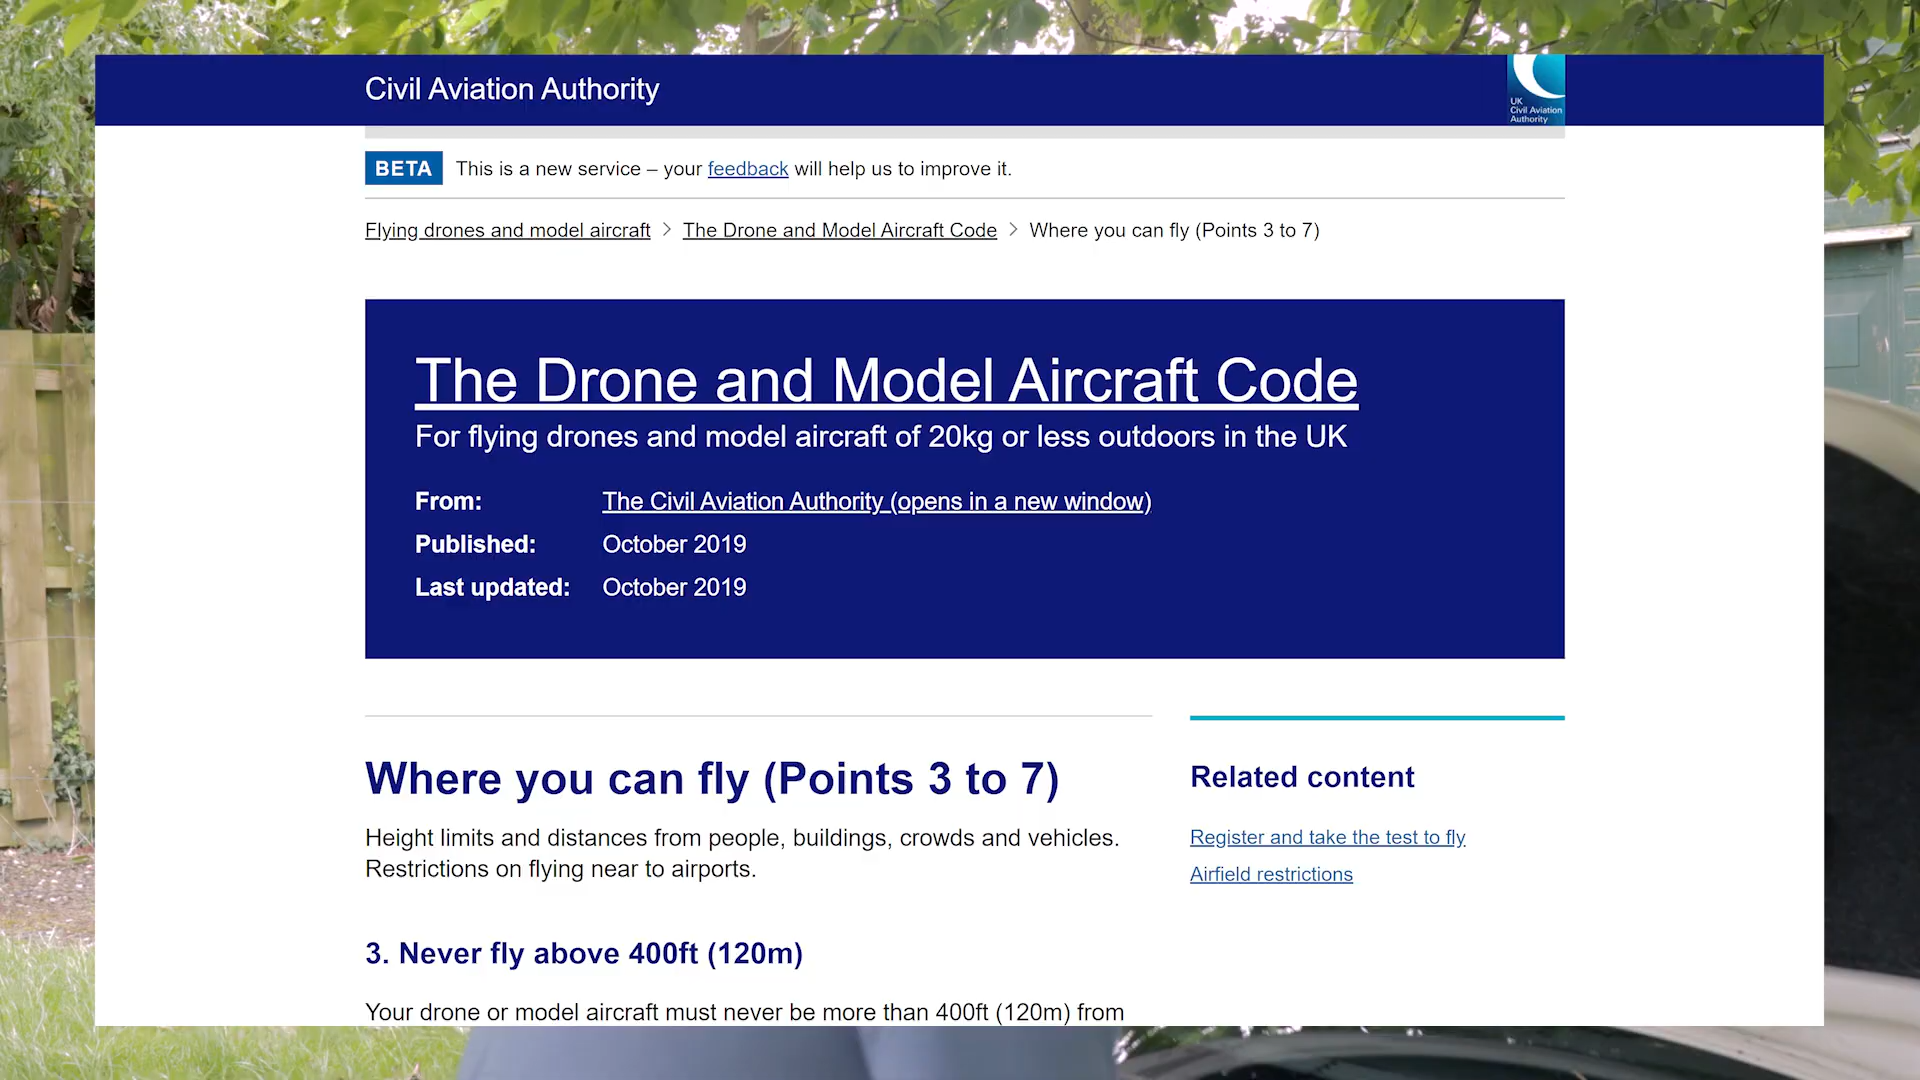 Civil Aviation Authority
UK
Civil Aviation
Authority
BETA This is a new service – your feedback will help us to improve it.
Flying drones and model aircraft > The Drone and Model Aircraft Code > Where you can fly (Points 3 to 7)
The Drone and Model Aircraft Code
For flying drones and model aircraft of 20kg or less outdoors in the UK
From: The Civil Aviation Authority (opens in a new window)
Published: October 2019
Last updated: October 2019
Where you can fly (Points 3 to 7)
Height limits and distances from people, buildings, crowds and vehicles.
Restrictions on flying near to airports.
Related content
Register and take the test to fly
Airfield restrictions
3. Never fly above 400ft (120m)
Your drone or model aircraft must never be more than 400ft (120m) from